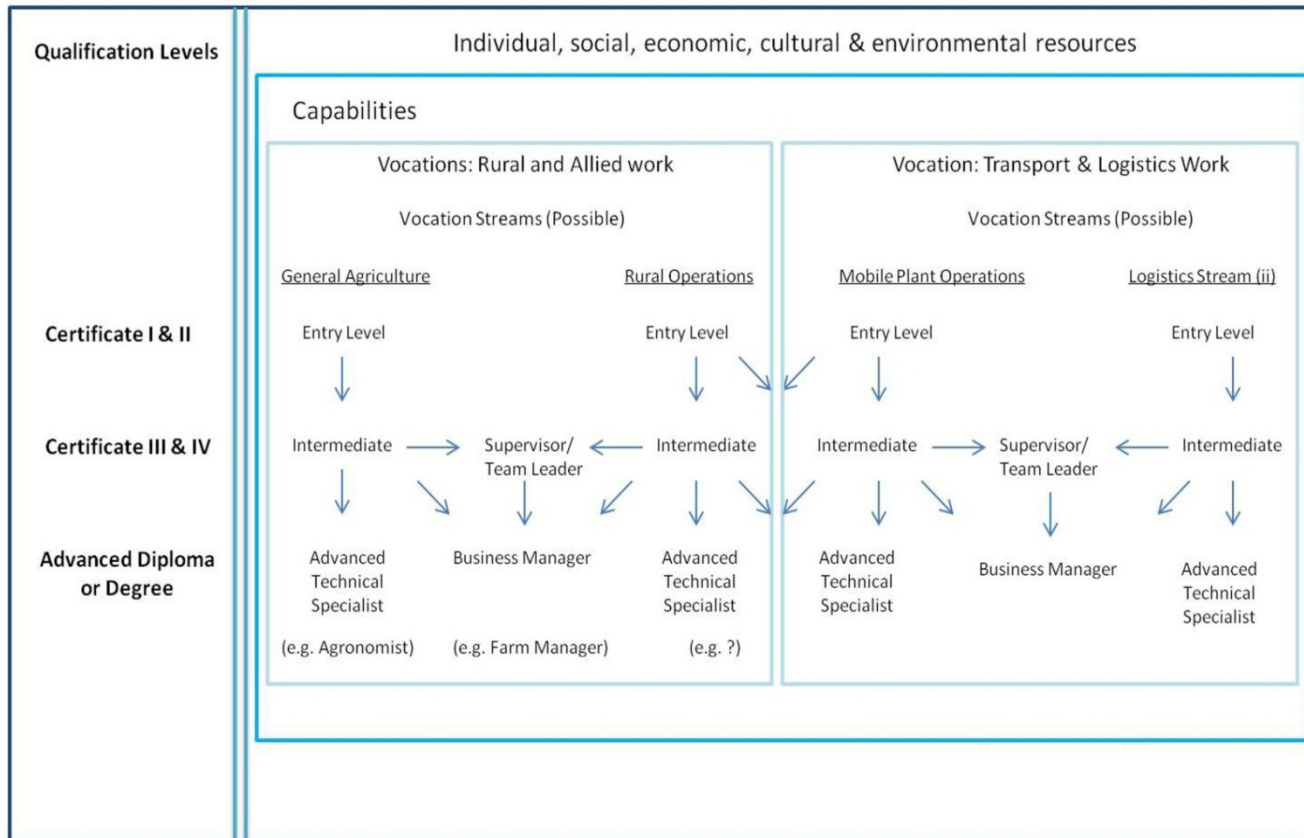 Qualification Levels
Individual, social, economic, cultural & environmental resources
Capabilities
Vocations: Rural and Allied work
Vocation: Transport & Logistics Work
Vocation Streams (Possible)
Vocation Streams (Possible)
General Agriculture
Rural Operations
Mobile Plant Operations
Logistics Stream (ii)
Certificate I & II
Entry Level
Entry Level
Entry Level
Entry Level
Certificate III & IV
Intermediate
Supervisor/
Team Leader
Intermediate
Intermediate
Supervisor/
Team Leader
Intermediate
Advanced Diploma
or Degree
Advanced
Technical
Specialist
(e.g. Agronomist)
Business Manager
(e.g. Farm Manager)
Advanced
Technical
Specialist
(e.g. ?)
Advanced
Technical
Specialist
Business Manager
Advanced
Technical
Specialist